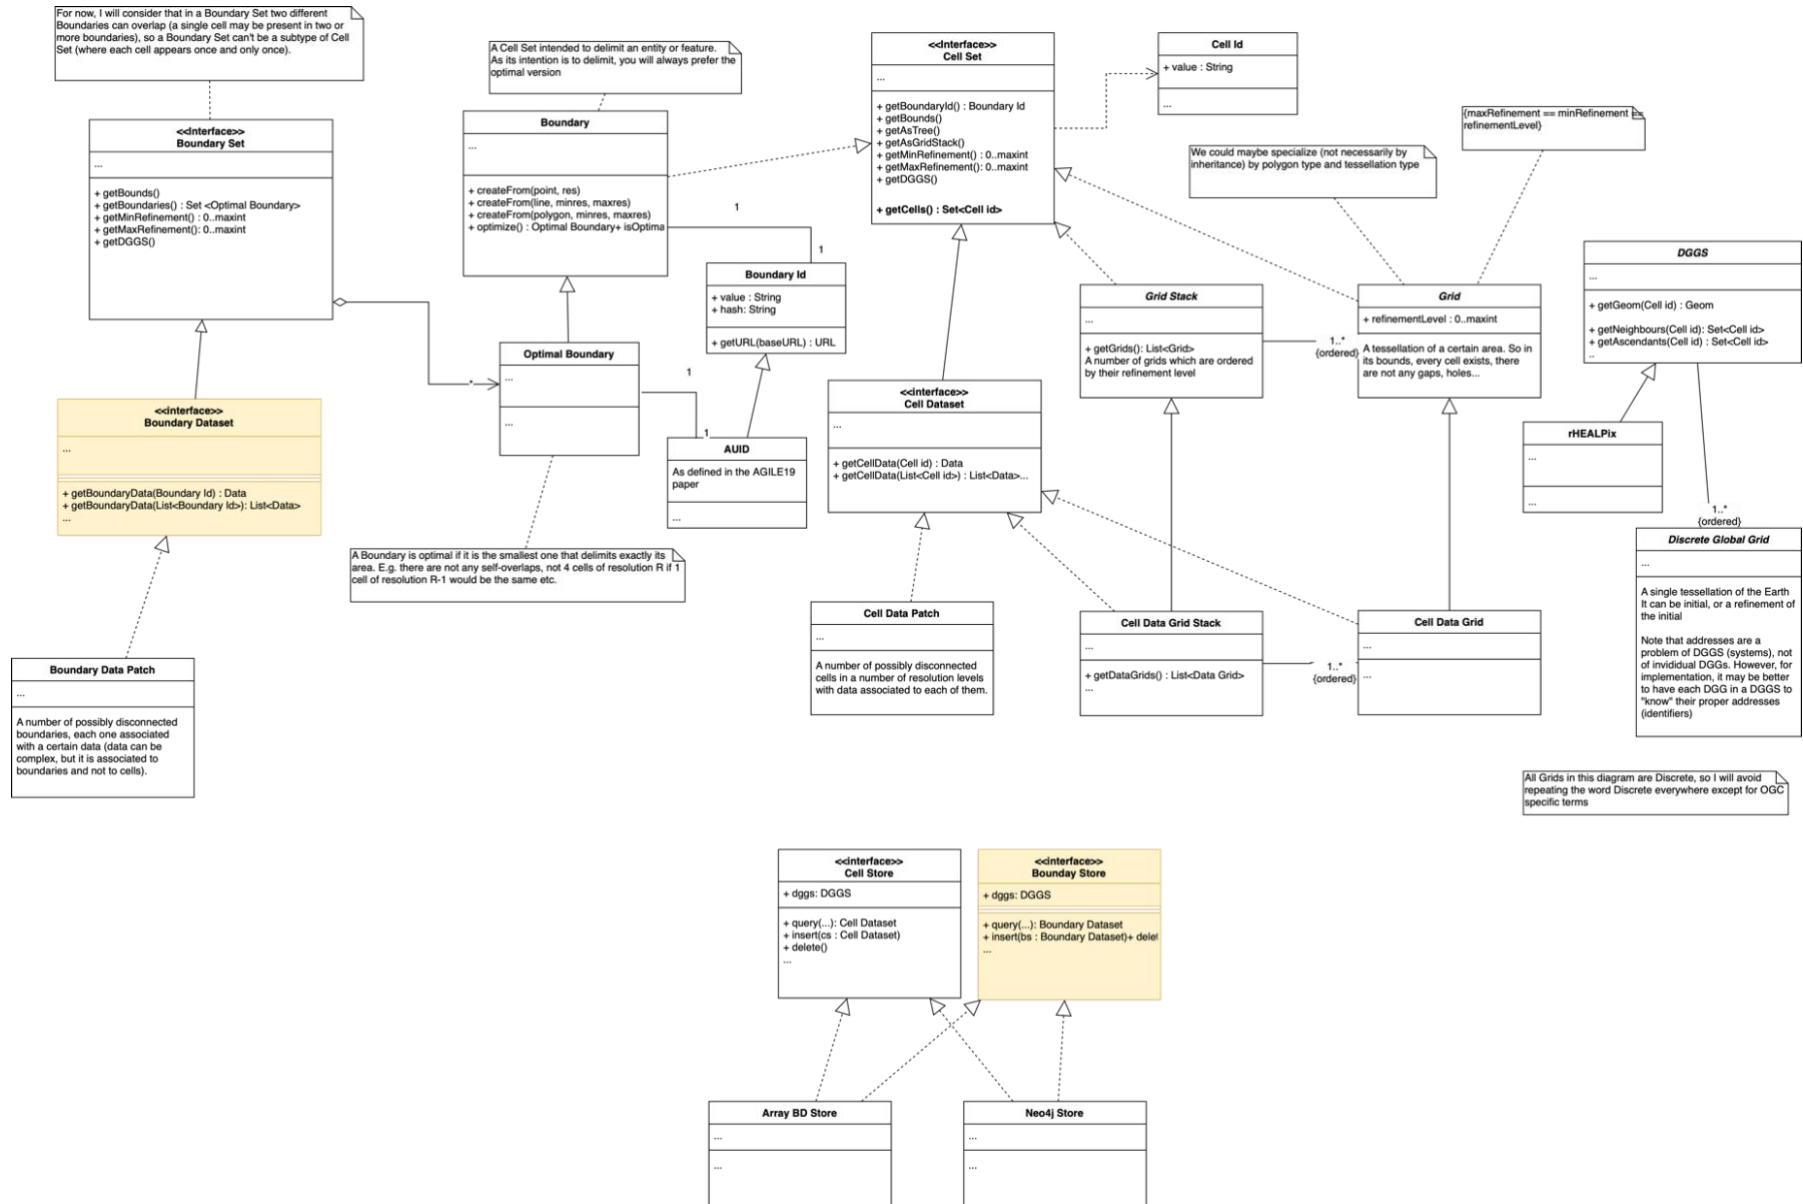 For now, I will consider that in a Boundary Set two different
Boundaries can overlap (a single cell may be present in two or
more boundaries), so a Boundary Set can't be a subtype of Cell
Set (where each cell appears once and only once).
<<interface>>
Boundary Set
...
+ getBounds()
+ getBoundaries() : Set <Optimal Boundary>
+ getMinRefinement() : 0..maxint
+ getMaxRefinement(): 0..maxint
+ getDGGS()
<<interface>>
Boundary Dataset
...
+ getBoundaryData(Boundary Id) : Data
+ getBoundaryData(List<Boundary Id>): List<Data>
...
Boundary Data Patch
...
A number of possibly disconnected
boundaries, each one associated
with a certain data (data can be
complex, but it is associated to
boundaries and not to cells).
A Cell Set intended to delimit an entity or feature.
As its intention is to delimit, you will always prefer the
optimal version
Boundary
...
+ createFrom(point, res)
+ createFrom(line, minres, maxres)
+ createFrom(polygon, minres, maxres)
+ optimize() : Optimal Boundary+ isOptima
1
1
Boundary Id
+ value : String
+ hash: String
+ getURL(baseURL) : URL
Optimal Boundary
...
...
*
1
1
AUID
As defined in the AGILE19
paper
...
A Boundary is optimal if it is the smallest one that delimits exactly its
area. E.g. there are not any self-overlaps, not 4 cells of resolution R if 1
cell of resolution R-1 would be the same etc.
<<interface>>
Cell Set
...
+ getBoundaryId() : Boundary Id
+ getBounds()
+ getAsTree()
+ getAsGridStack()
+ getMinRefinement() : 0..maxint
+ getMaxRefinement(): 0..maxint
+ getDGGS()
+ getCells() : Set<Cell id>
Cell Id
+ value : String
...
{maxRefinement == minRefinement ==
refinementLevel}
We could maybe specialize (not necessarily by
inheritance) by polygon type and tessellation type
Grid Stack
...
+ getGrids(): List<Grid>
A number of grids which are ordered
by their refinement level
1..*
{ordered}
Grid
+ refinementLevel : 0..maxint
A tessellation of a certain area. So in
its bounds, every cell exists, there
are not any gaps, holes...
DGGS
...
+ getGeom(Cell id) : Geom
+ getNeighbours(Cell id): Set<Cell id>
+ getAscendants(Cell id) : Set<Cell id>
..
rHEALPix
...
...
1..*
{ordered}
Discrete Global Grid
...
A single tessellation of the Earth
It can be initial, or a refinement of
the initial
Note that addresses are a
problem of DGGS (systems), not
of invididual DGGs. However, for
implementation, it may be better
to have each DGG in a DGGS to
"know" their proper addresses
(identifiers)
<<interface>>
Cell Dataset
...
+ getCellData(Cell id) : Data
+ getCellData(List<Cell id>) : List<Data>...
Cell Data Patch
...
A number of possibly disconnected
cells in a number of resolution levels
with data associated to each of them.
Cell Data Grid Stack
...
+ getDataGrids() : List<Data Grid>
...
1..*
{ordered}
Cell Data Grid
...
...
All Grids in this diagram are Discrete, so I will avoid
repeating the word Discrete everywhere except for OGC
specific terms
<<interface>>
Cell Store
+ dggs: DGGS
+ query(...): Cell Dataset
+ insert(cs : Cell Dataset)
+ delete()
...
<<interface>>
Bounday Store
+ dggs: DGGS
+ query(...): Boundary Dataset
+ insert(bs : Boundary Dataset)+ delet
...
Array BD Store
...
...
Neo4j Store
...
...